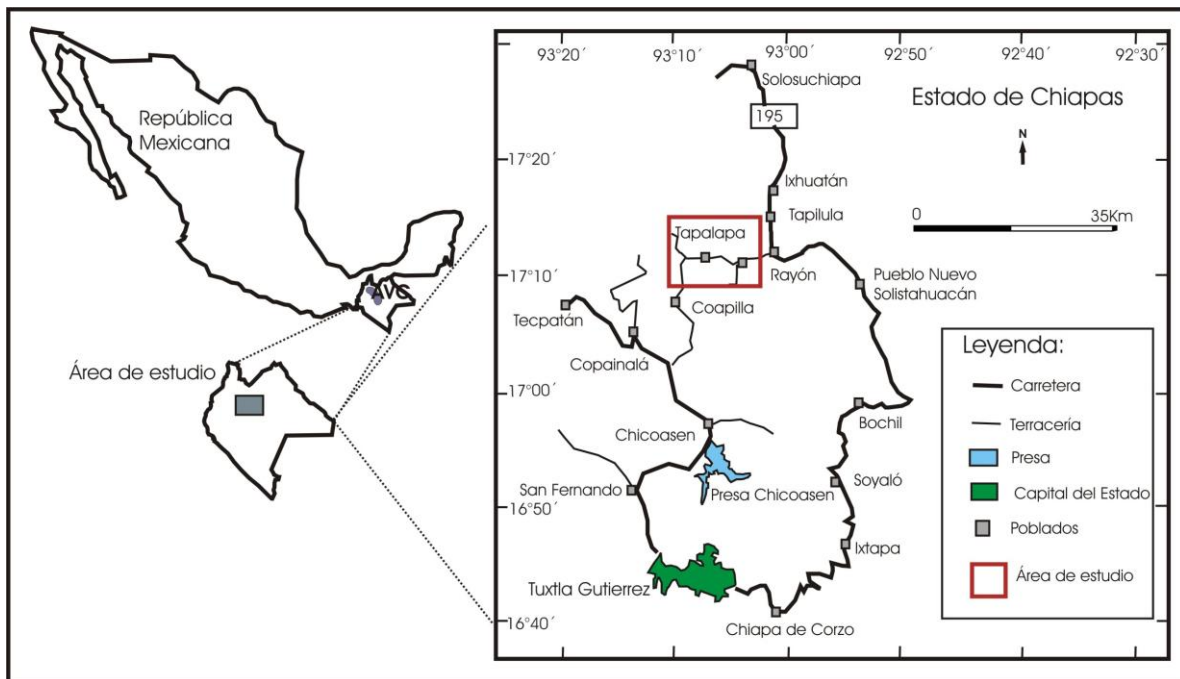 República
Mexicana
AVC
Área de estudio
93°20´ 93°10´ 93°00´ 92°50´ 92°40´ 92°30´
17°20´
17°10´
17°00´
16°50´
16°40´
Solosuchiapa
195
Ixhuatán
Tapilula
Tapalapa
Rayón
Pueblo Nuevo
Solistahuacán
Coapilla
Tecpatán
Copainalá
Chicoasen
Bochil
San Fernando
Presa Chicoasen
Soyaló
Ixtapa
Tuxtla Gutierrez
Chiapa de Corzo
Estado de Chiapas
N
0 35Km
Leyenda:
Carretera
Terracería
Presa
Capital del Estado
Poblados
Área de estudio